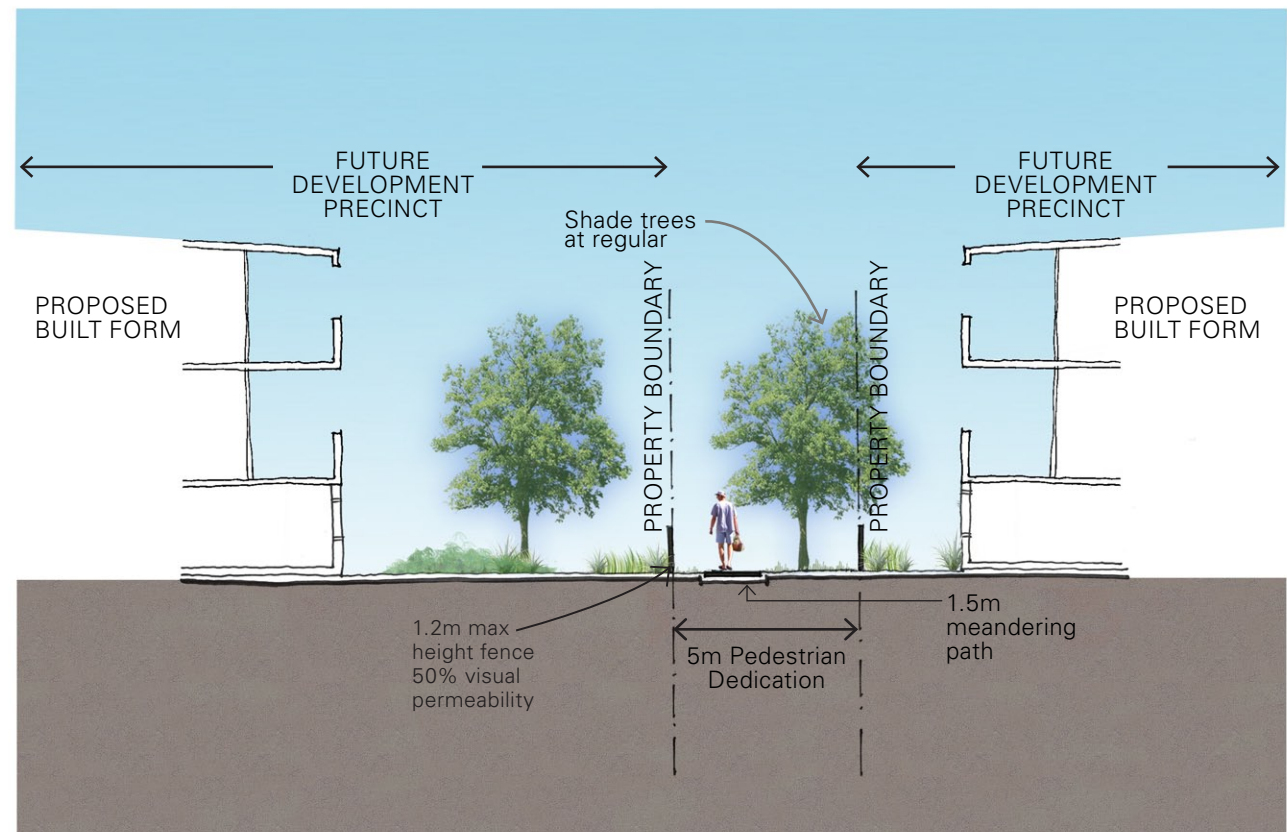 FUTURE
DEVELOPMENT
PRECINCT
FUTURE
DEVELOPMENT
PRECINCT
Shade trees
at regular
PROPERTY BOUNDARY
PROPERTY BOUNDARY
PROPOSED
BUILT FORM
PROPOSED
BUILT FORM
1.2m max
height fence
50% visual
permeability
5m Pedestrian
Dedication
1.5m
meandering
path